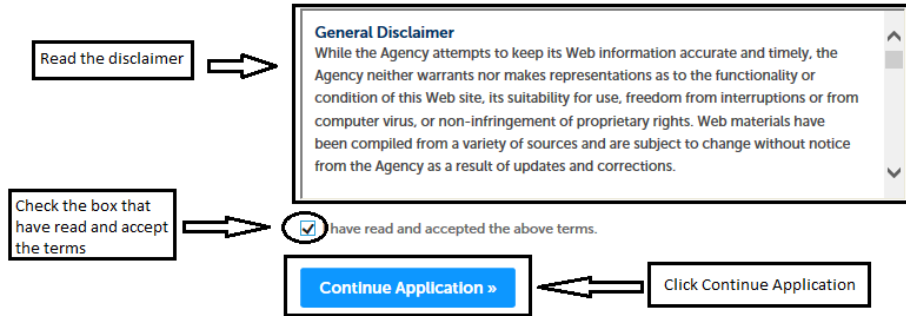 General Disclaimer
Read the disclaimer
While the Agency attempts to keep its Web information accurate and timely, the
Agency neither warrants nor makes representations as to the functionality or
condition of this Web site, its suitability for use, freedom from interruptions or from
computer virus, or non-infringement of proprietary rights. Web materials have
been compiled from a variety of sources and are subject to change without notice
from the Agency as a result of updates and corrections.
Check the box that
have read and accept
the terms
have read and accepted the above terms.
Continue Application »
Click Continue Application